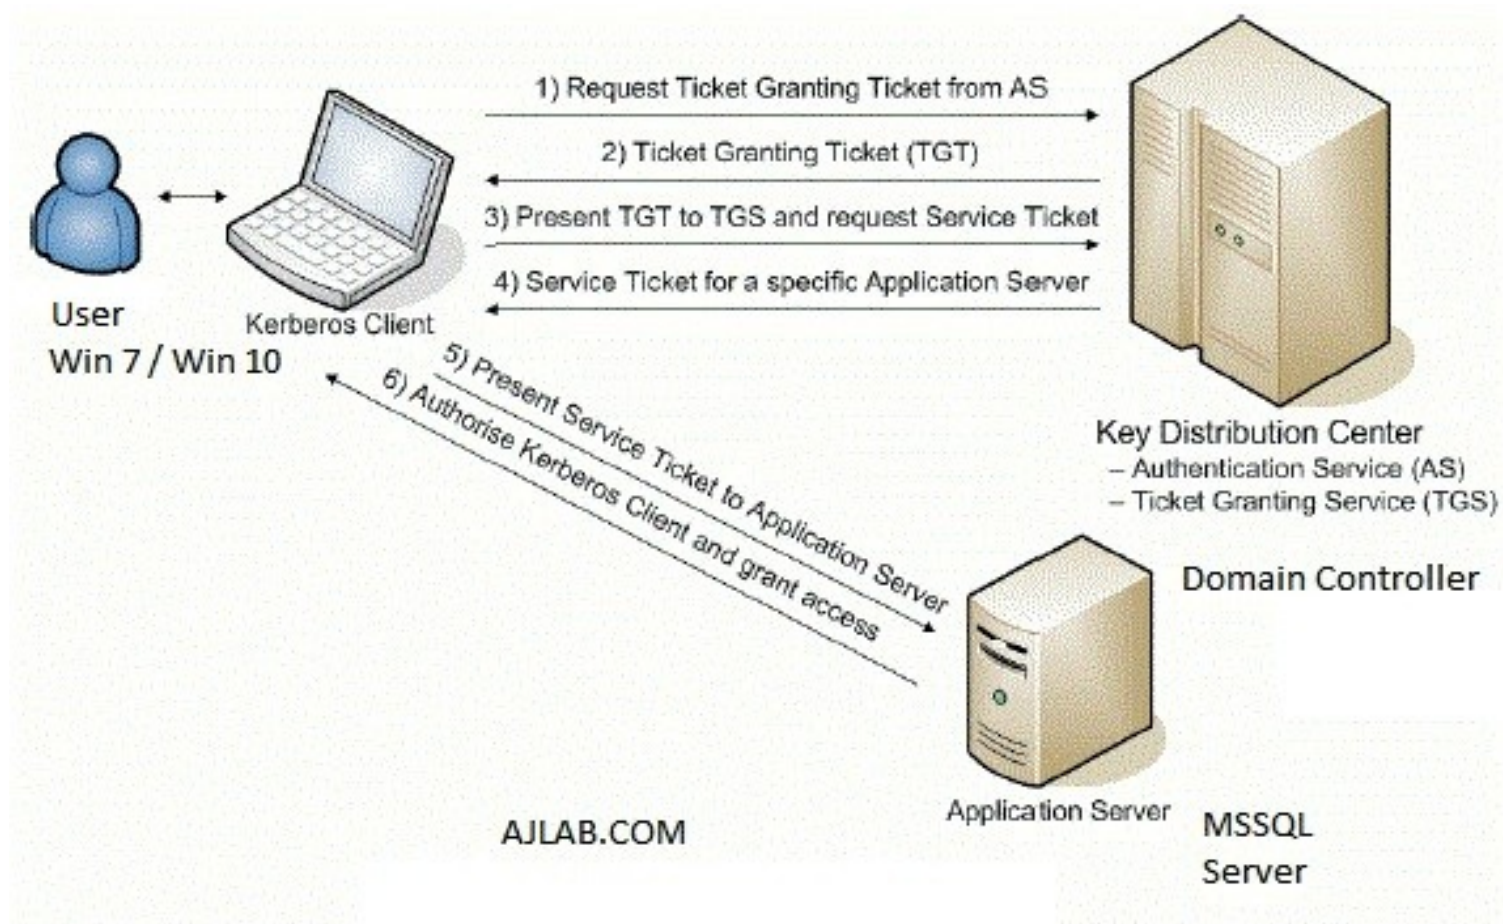 1) Request Ticket Granting Ticket from AS
2) Ticket Granting Ticket (TGT)
3) Present TGT to TGS and request Service Ticket
4) Service Ticket for a specific Application Server
User
Win 7 / Win 10
Kerberos Client
5) Present Service Ticket to Application Server
6) Authorise Kerberos Client and grant access
Key Distribution Center
– Authentication Service (AS)
– Ticket Granting Service (TGS)
Domain Controller
Application Server
MSSQL
Server
AJLAB.COM